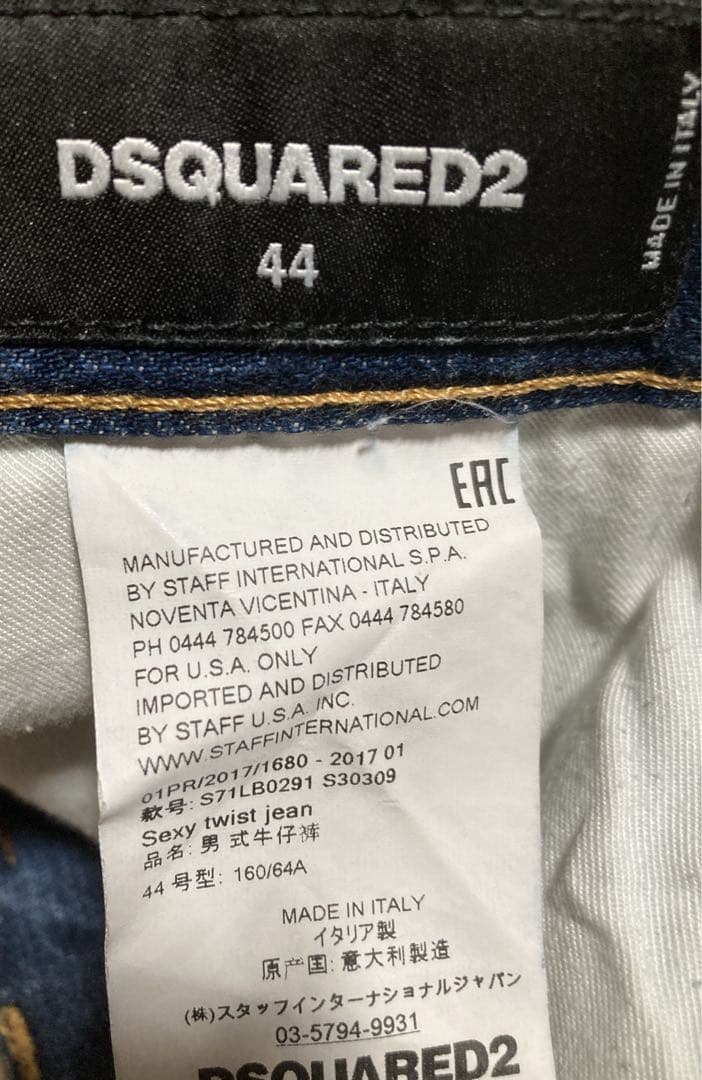 DSQUARED2
44
MADE IN ITALY
EAC
MANUFACTURED AND DISTRIBUTED
BY STAFF INTERNATIONAL S.P.A.
NOVENTA VICENTINA - ITALY
PH 0444 784500 FAX 0444 784580
FOR U.S.A. ONLY
IMPORTED AND DISTRIBUTED
BY STAFF U.S.A. INC.
WWW.STAFFINTERNATIONAL.COM
01PR/2017/1680 - 2017 01
款号: S71LB0291 S30309
Sexy twist jean
品名: 男 式牛仔裤
44 号型: 160/64A
MADE IN ITALY
イタリア製
原产国: 意大利製造
(株)スタッフインターナショナルジャパン
03-5794-9931
DSQUARED2